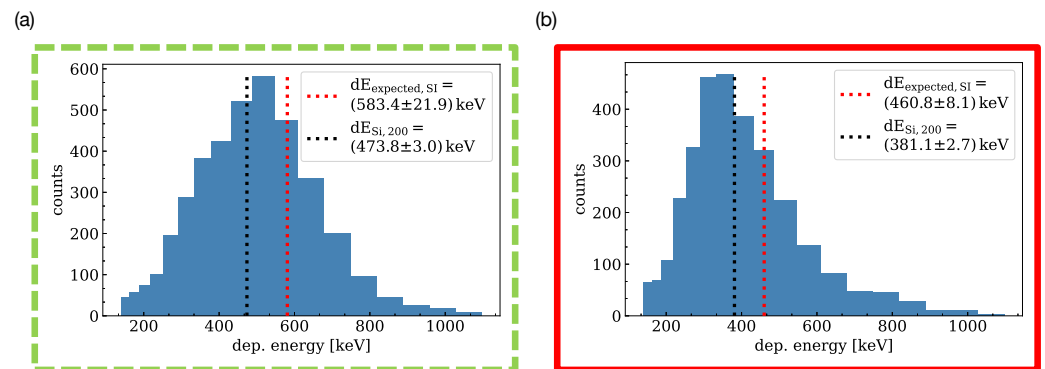 (a)
(b)
600
500
400
300
200
100
0
counts
dE_expected, SI =
(583.4±21.9) keV
dE_Si, 200 =
(473.8±3.0) keV
200 400 600 800 1000
dep. energy [keV]
400
300
200
100
0
counts
dE_expected, SI =
(460.8±8.1) keV
dE_Si, 200 =
(381.1±2.7) keV
200 400 600 800 1000
dep. energy [keV]